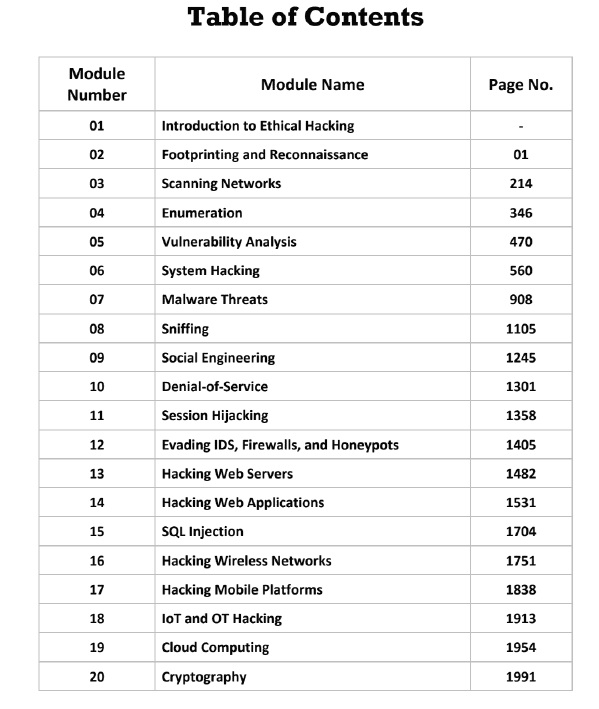 Table of Contents
Module Number Module Name Page No.
01 Introduction to Ethical Hacking -
02 Footprinting and Reconnaissance 01
03 Scanning Networks 214
04 Enumeration 346
05 Vulnerability Analysis 470
06 System Hacking 560
07 Malware Threats 908
08 Sniffing 1105
09 Social Engineering 1245
10 Denial-of-Service 1301
11 Session Hijacking 1358
12 Evading IDS, Firewalls, and Honeypots 1405
13 Hacking Web Servers 1482
14 Hacking Web Applications 1531
15 SQL Injection 1704
16 Hacking Wireless Networks 1751
17 Hacking Mobile Platforms 1838
18 IoT and OT Hacking 1913
19 Cloud Computing 1954
20 Cryptography 1991